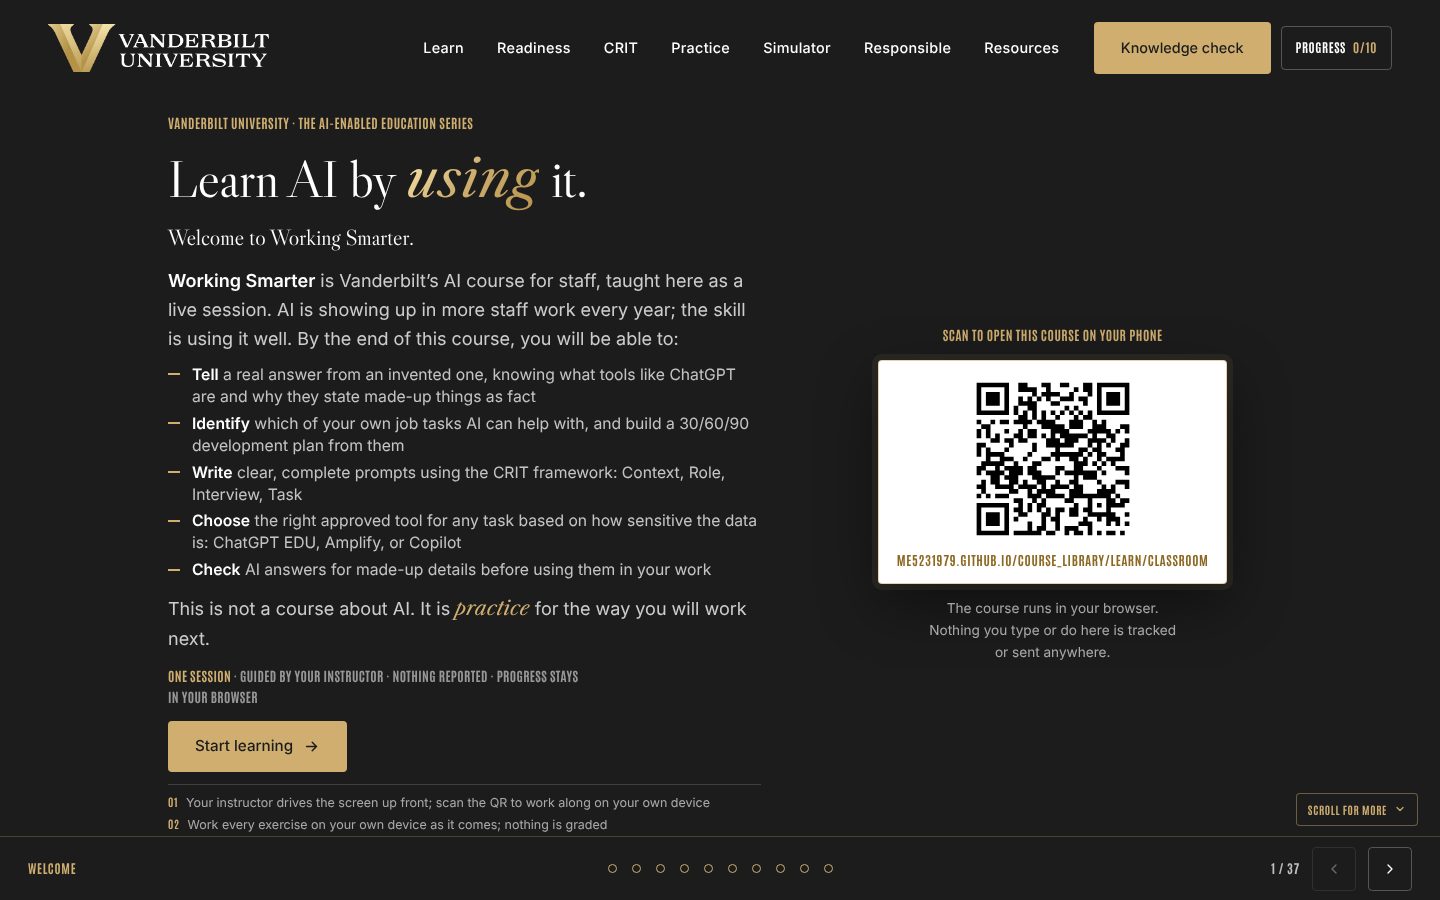 VANDERBILT
UNIVERSITY
Learn Readiness CRIT Practice Simulator Responsible Resources Knowledge check PROGRESS 0/10
VANDERBILT UNIVERSITY · THE AI-ENABLED EDUCATION SERIES
Learn AI by using it.
Welcome to Working Smarter.
Working Smarter is Vanderbilt’s AI course for staff, taught here as a
live session. AI is showing up in more staff work every year; the skill
is using it well. By the end of this course, you will be able to:
Tell a real answer from an invented one, knowing what tools like ChatGPT
are and why they state made-up things as fact
Identify which of your own job tasks AI can help with, and build a 30/60/90
development plan from them
Write clear, complete prompts using the CRIT framework: Context, Role,
Interview, Task
Choose the right approved tool for any task based on how sensitive the data
is: ChatGPT EDU, Amplify, or Copilot
Check AI answers for made-up details before using them in your work
This is not a course about AI. It is practice for the way you will work
next.
ONE SESSION · GUIDED BY YOUR INSTRUCTOR · NOTHING REPORTED · PROGRESS STAYS
IN YOUR BROWSER
Start learning →
01 Your instructor drives the screen up front; scan the QR to work along on your own device
02 Work every exercise on your own device as it comes; nothing is graded
SCAN TO OPEN THIS COURSE ON YOUR PHONE
ME5231979.GITHUB.IO/COURSE_LIBRARY/LEARN/CLASSROOM
The course runs in your browser.
Nothing you type or do here is tracked
or sent anywhere.
SCROLL FOR MORE
WELCOME
1 / 37